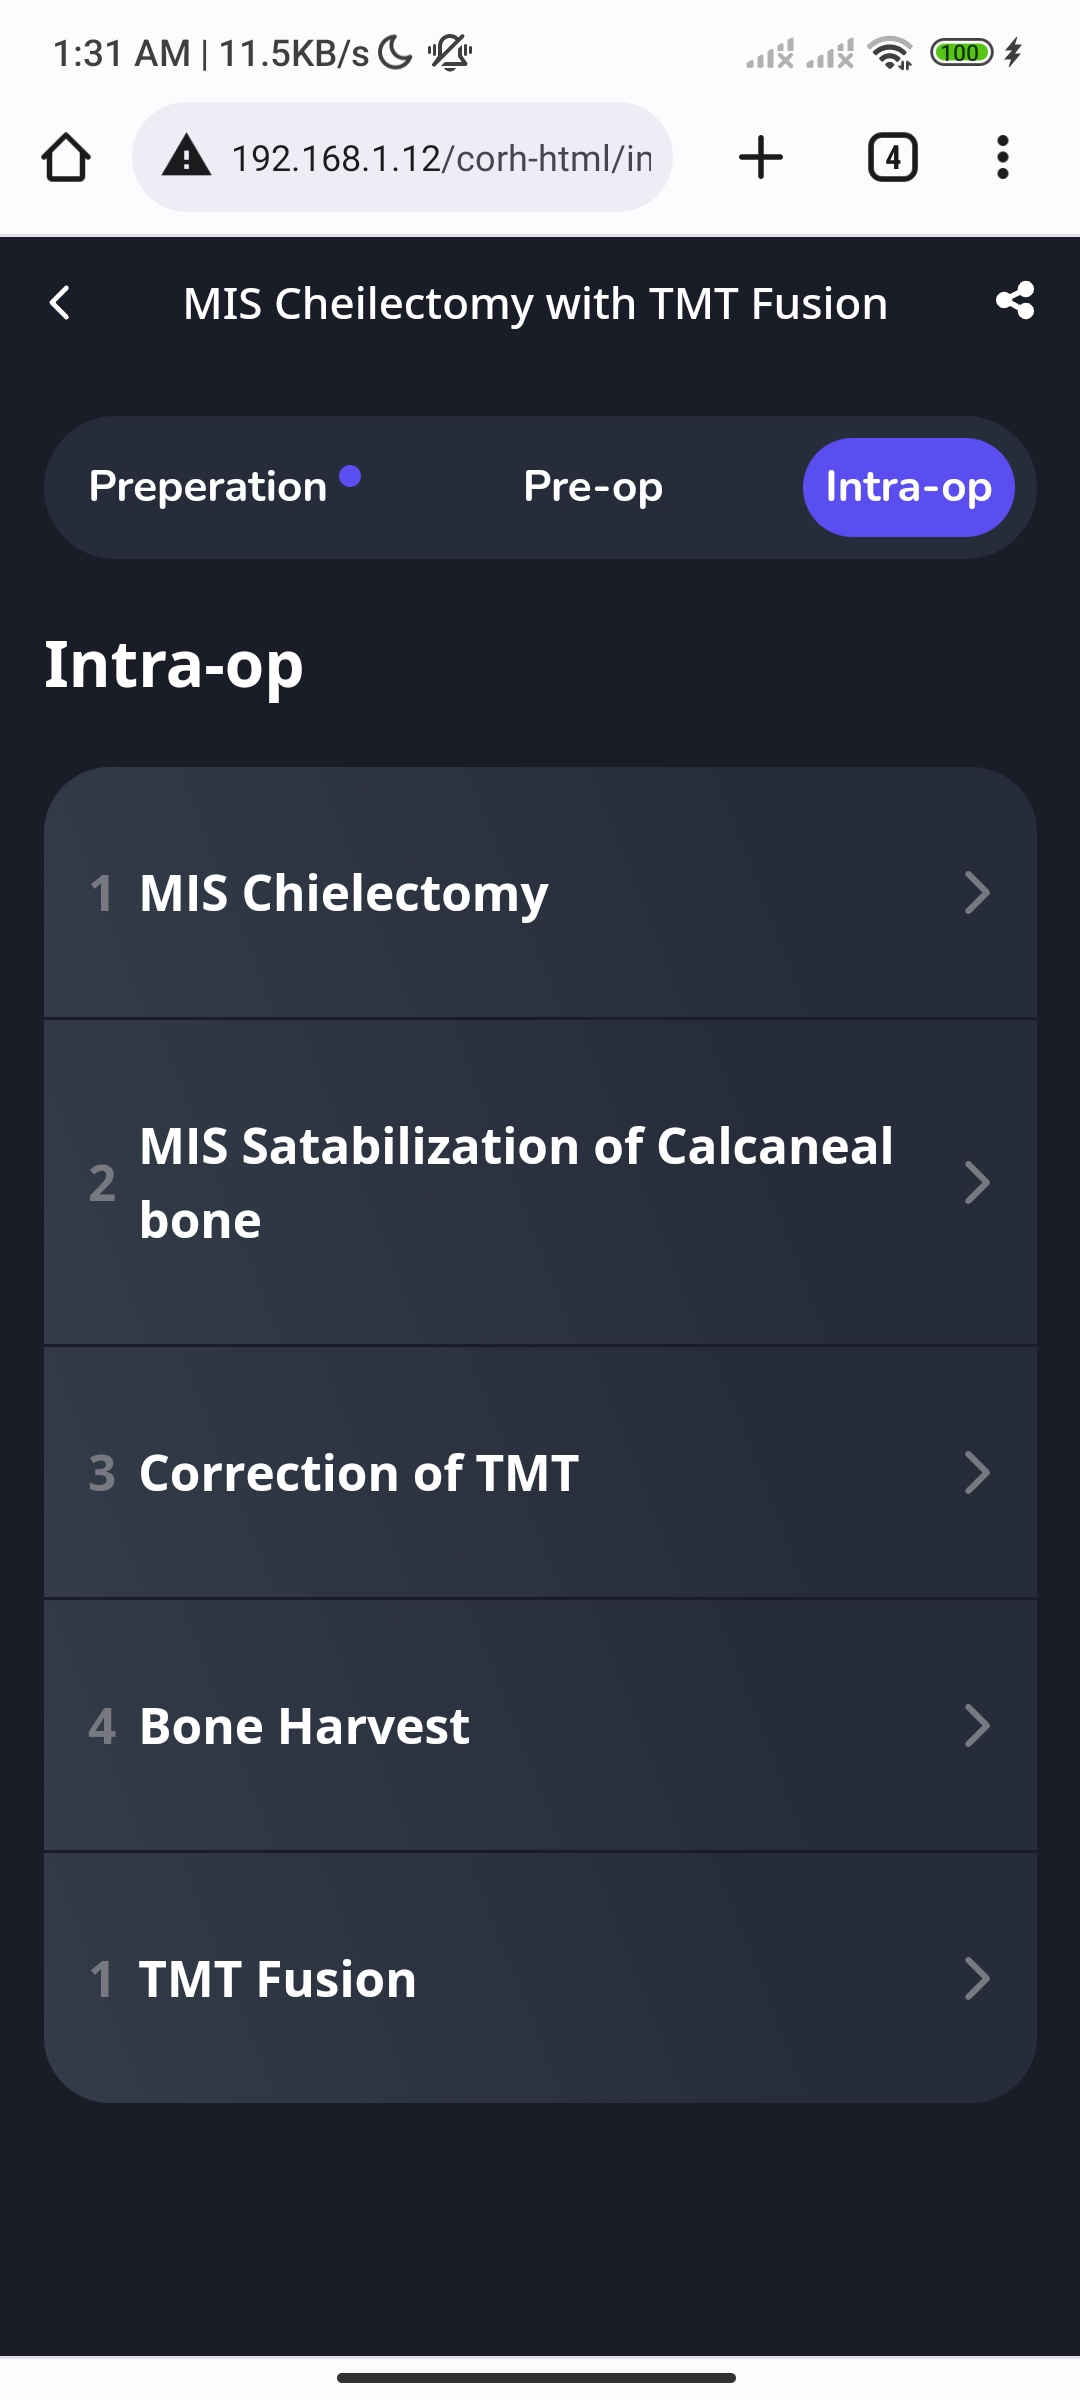 1:31 AM | 11.5KB/s
100
192.168.1.12/corh-html/in
4
MIS Cheilectomy with TMT Fusion
Preperation
Pre-op
Intra-op
Intra-op
1 MIS Chielectomy
2 MIS Satabilization of Calcaneal
bone
3 Correction of TMT
4 Bone Harvest
1 TMT Fusion